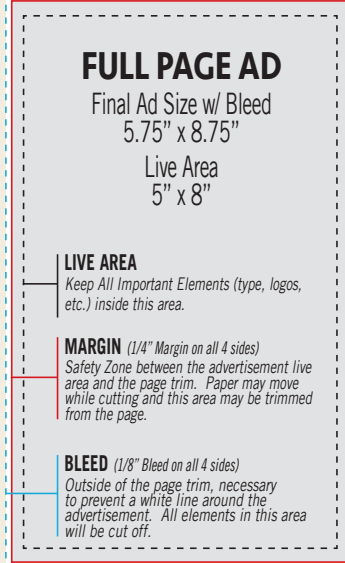 FULL PAGE AD
Final Ad Size w/ Bleed
5.75” x 8.75”
Live Area
5” x 8”
LIVE AREA
Keep All Important Elements (type, logos,
etc.) inside this area.
MARGIN (1/4” Margin on all 4 sides)
Safety Zone between the advertisement live
area and the page trim. Paper may move
while cutting and this area may be trimmed
from the page.
BLEED (1/8” Bleed on all 4 sides)
Outside of the page trim, necessary
to prevent a white line around the
advertisement. All elements in this area
will be cut off.